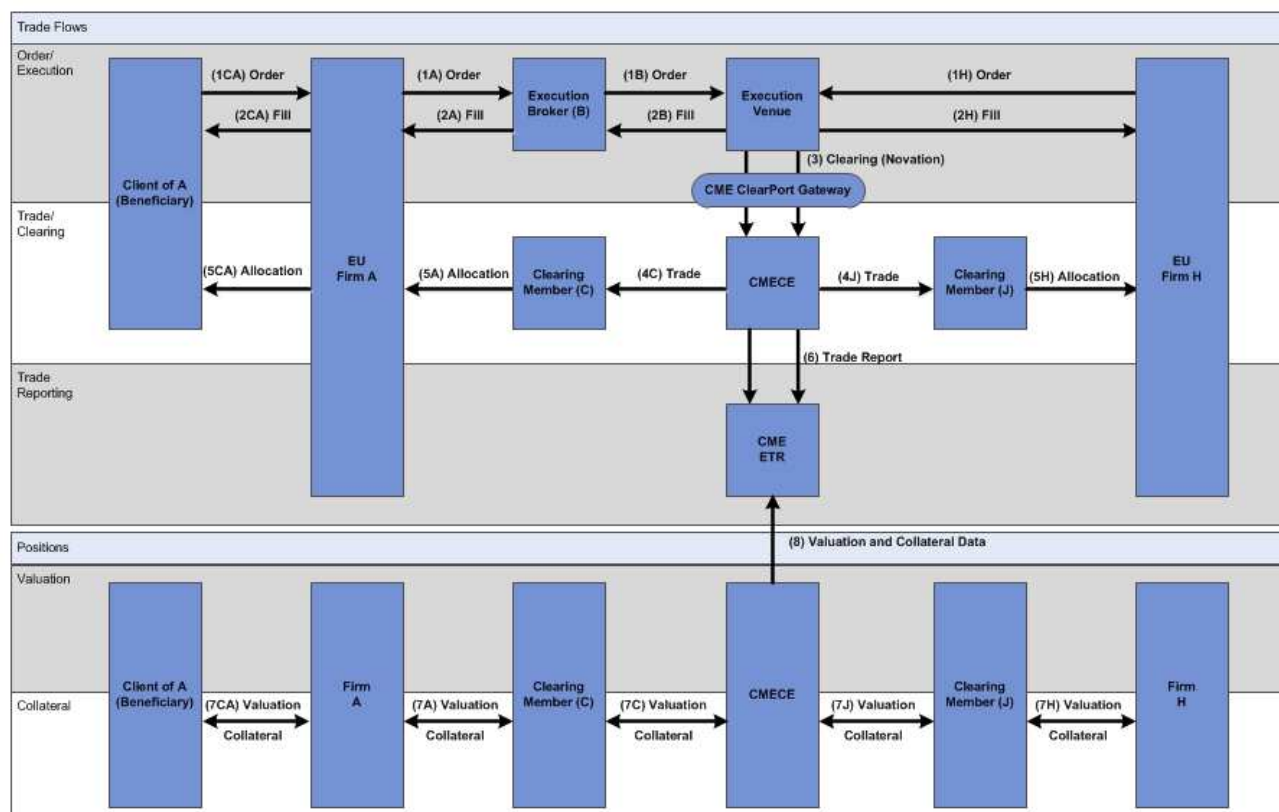 Trade Flows
Order/
Execution
(1CA) Order
(1A) Order
(1B) Order
(1H) Order
Execution
Broker (B)
Execution
Venue
(2CA) Fill
(2A) Fill
(2B) Fill
(2H) Fill
(3) Clearing (Novation)
Client of A
(Beneficiary)
CME ClearPort Gateway
Trade/
Clearing
EU
Firm A
(5CA) Allocation
(5A) Allocation
Clearing
Member (C)
(4C) Trade
CMECE
(4J) Trade
Clearing
Member (J)
(5H) Allocation
EU
Firm H
(6) Trade Report
Trade
Reporting
CME
ETR
Positions
(8) Valuation and Collateral Data
Valuation
Client of A
(Beneficiary)
Firm
A
Clearing
Member (C)
CMECE
Clearing
Member (J)
Firm
H
Collateral
(7CA) Valuation
(7A) Valuation
(7C) Valuation
(7J) Valuation
(7H) Valuation
Collateral
Collateral
Collateral
Collateral
Collateral